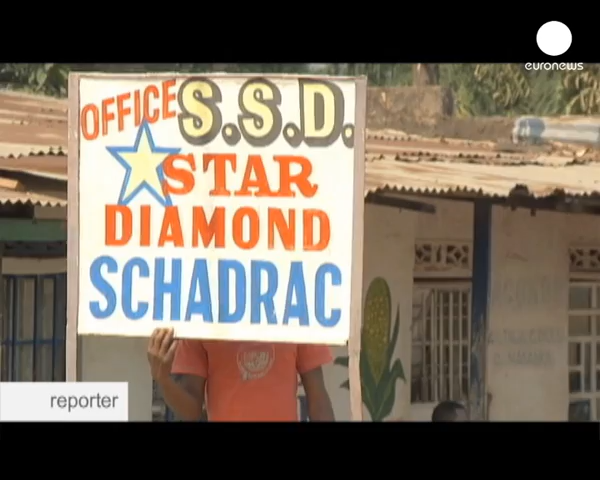 euronews
OFFICE S.S.D.
STAR
DIAMOND
SCHADRAC
reporter